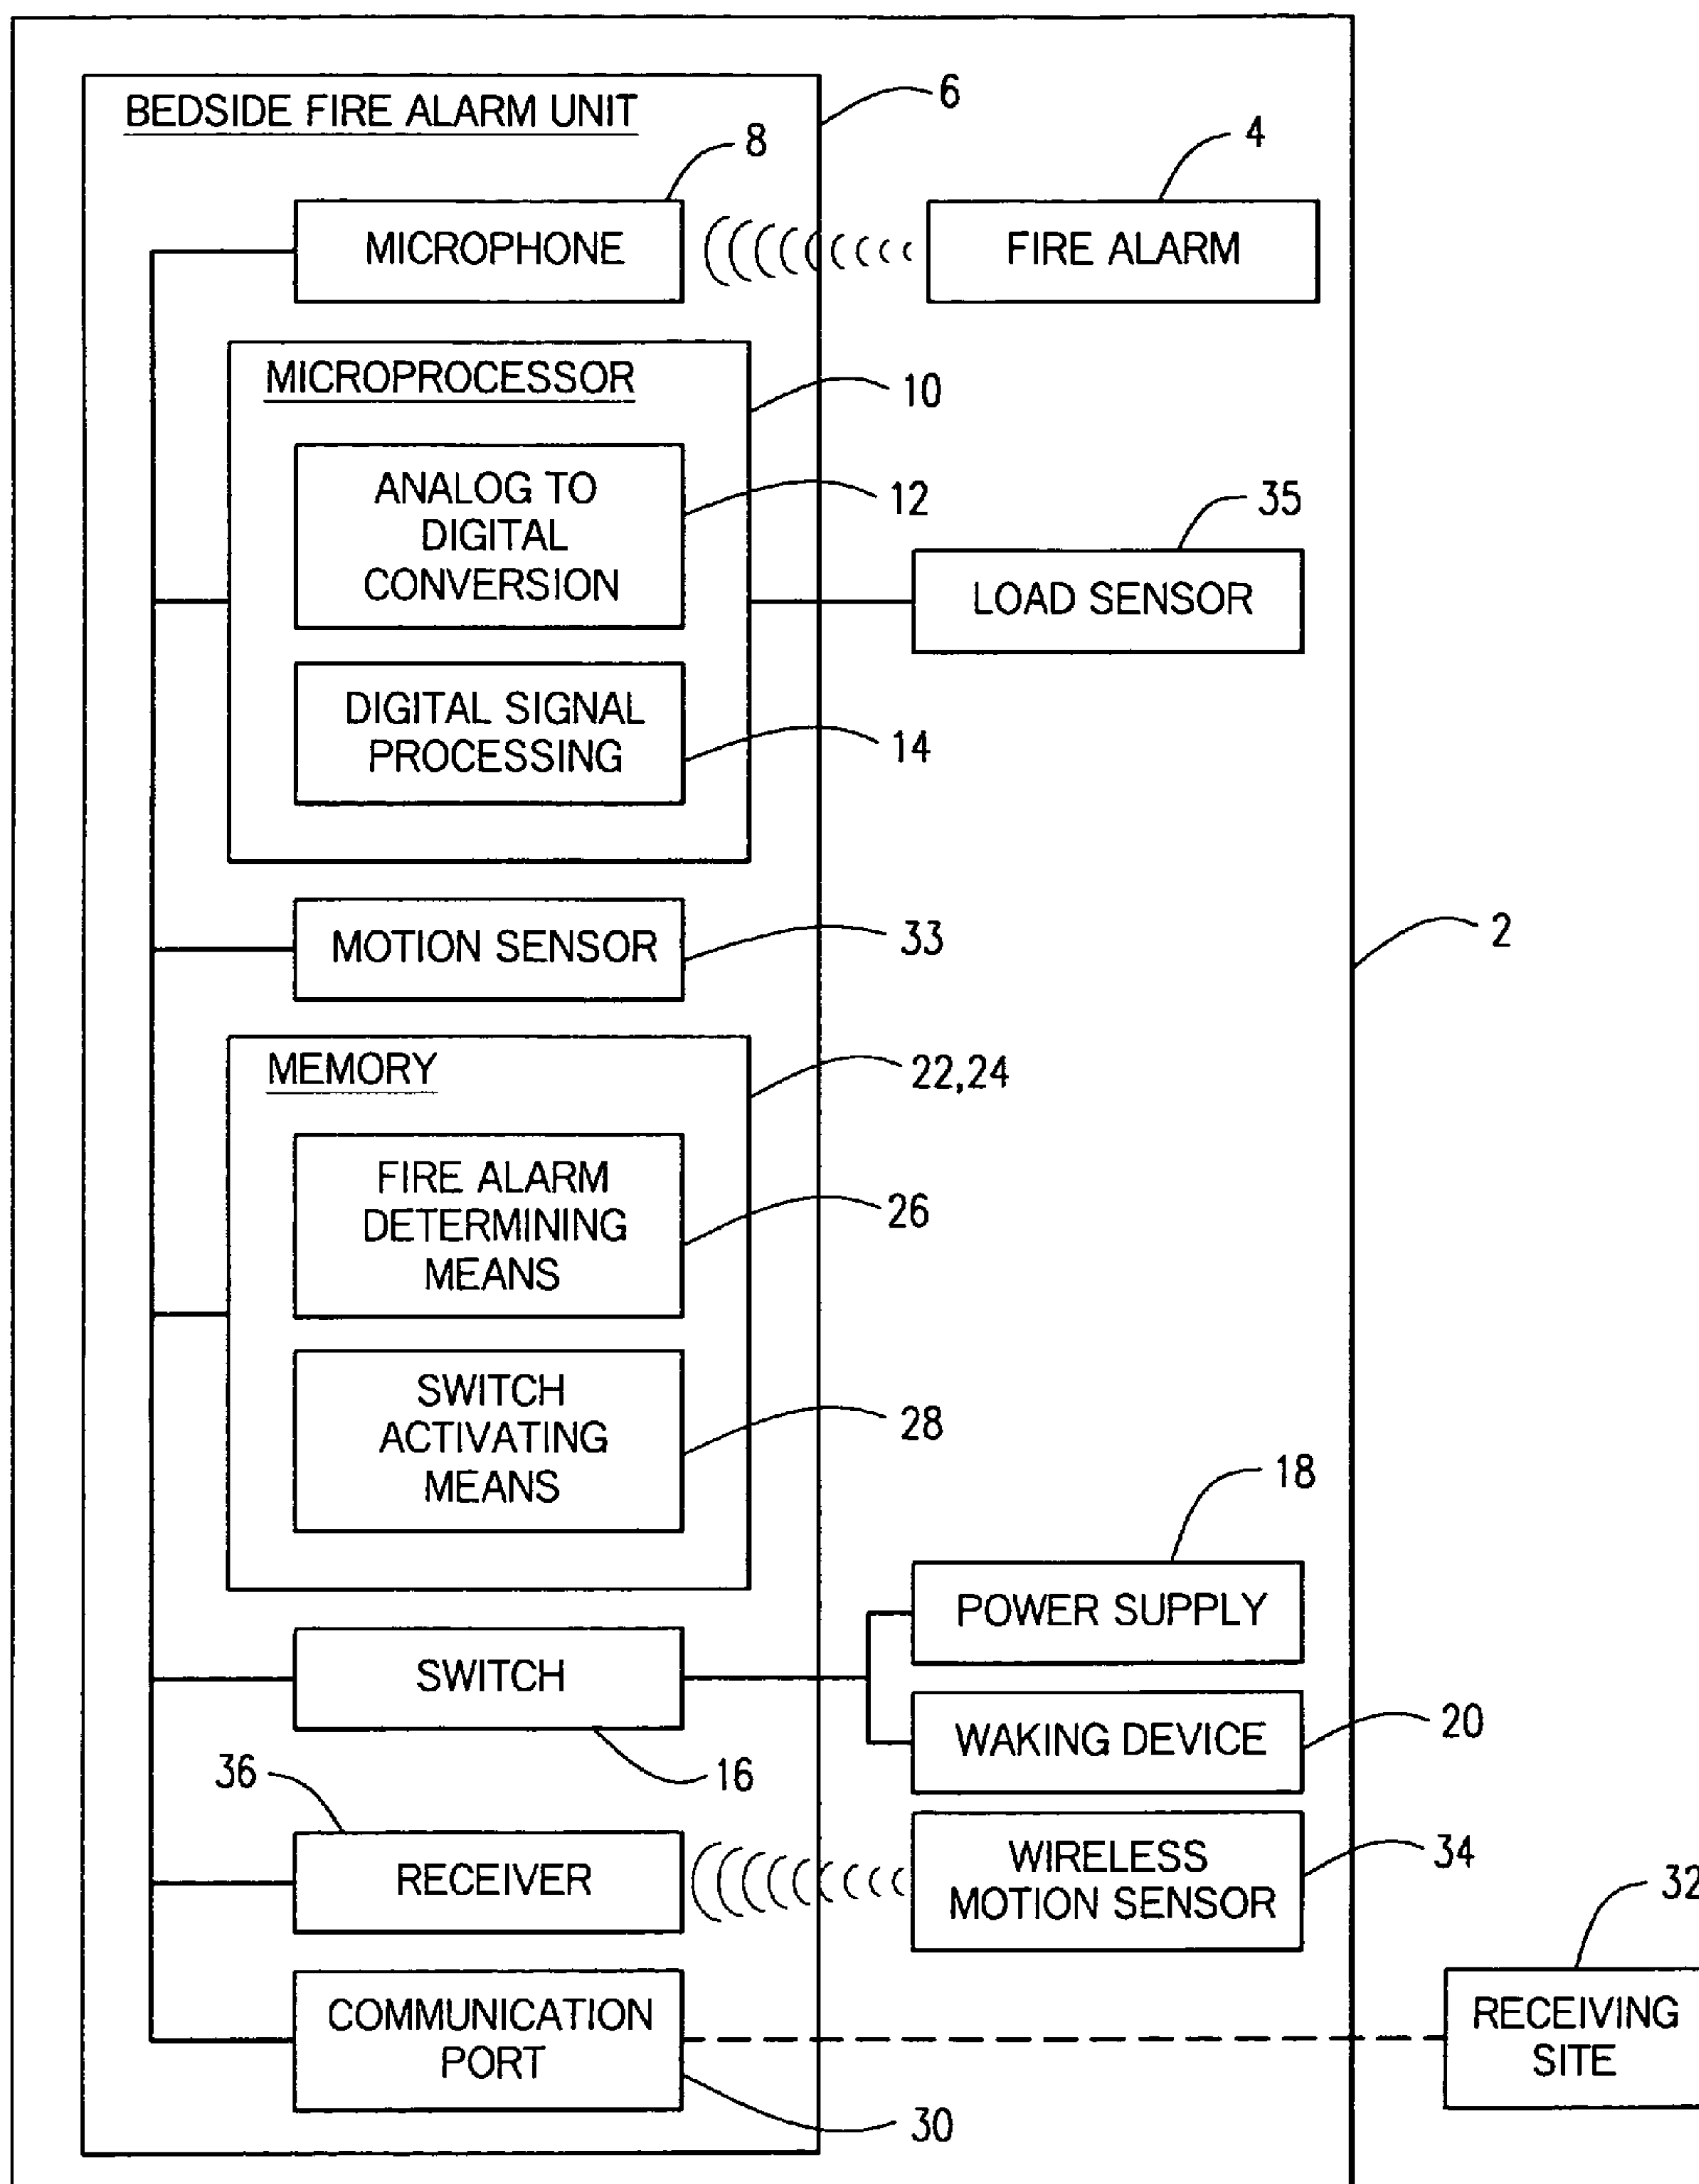 BEDSIDE FIRE ALARM UNIT
6
8
4
MICROPHONE
FIRE ALARM
MICROPROCESSOR
10
ANALOG TO
DIGITAL
CONVERSION
12
35
LOAD SENSOR
DIGITAL SIGNAL
PROCESSING
14
MOTION SENSOR
33
2
MEMORY
22,24
FIRE ALARM
DETERMINING
MEANS
26
SWITCH
ACTIVATING
MEANS
28
18
POWER SUPPLY
SWITCH
WAKING DEVICE
20
36
16
RECEIVER
WIRELESS
MOTION SENSOR
34
32
COMMUNICATION
PORT
RECEIVING
SITE
30